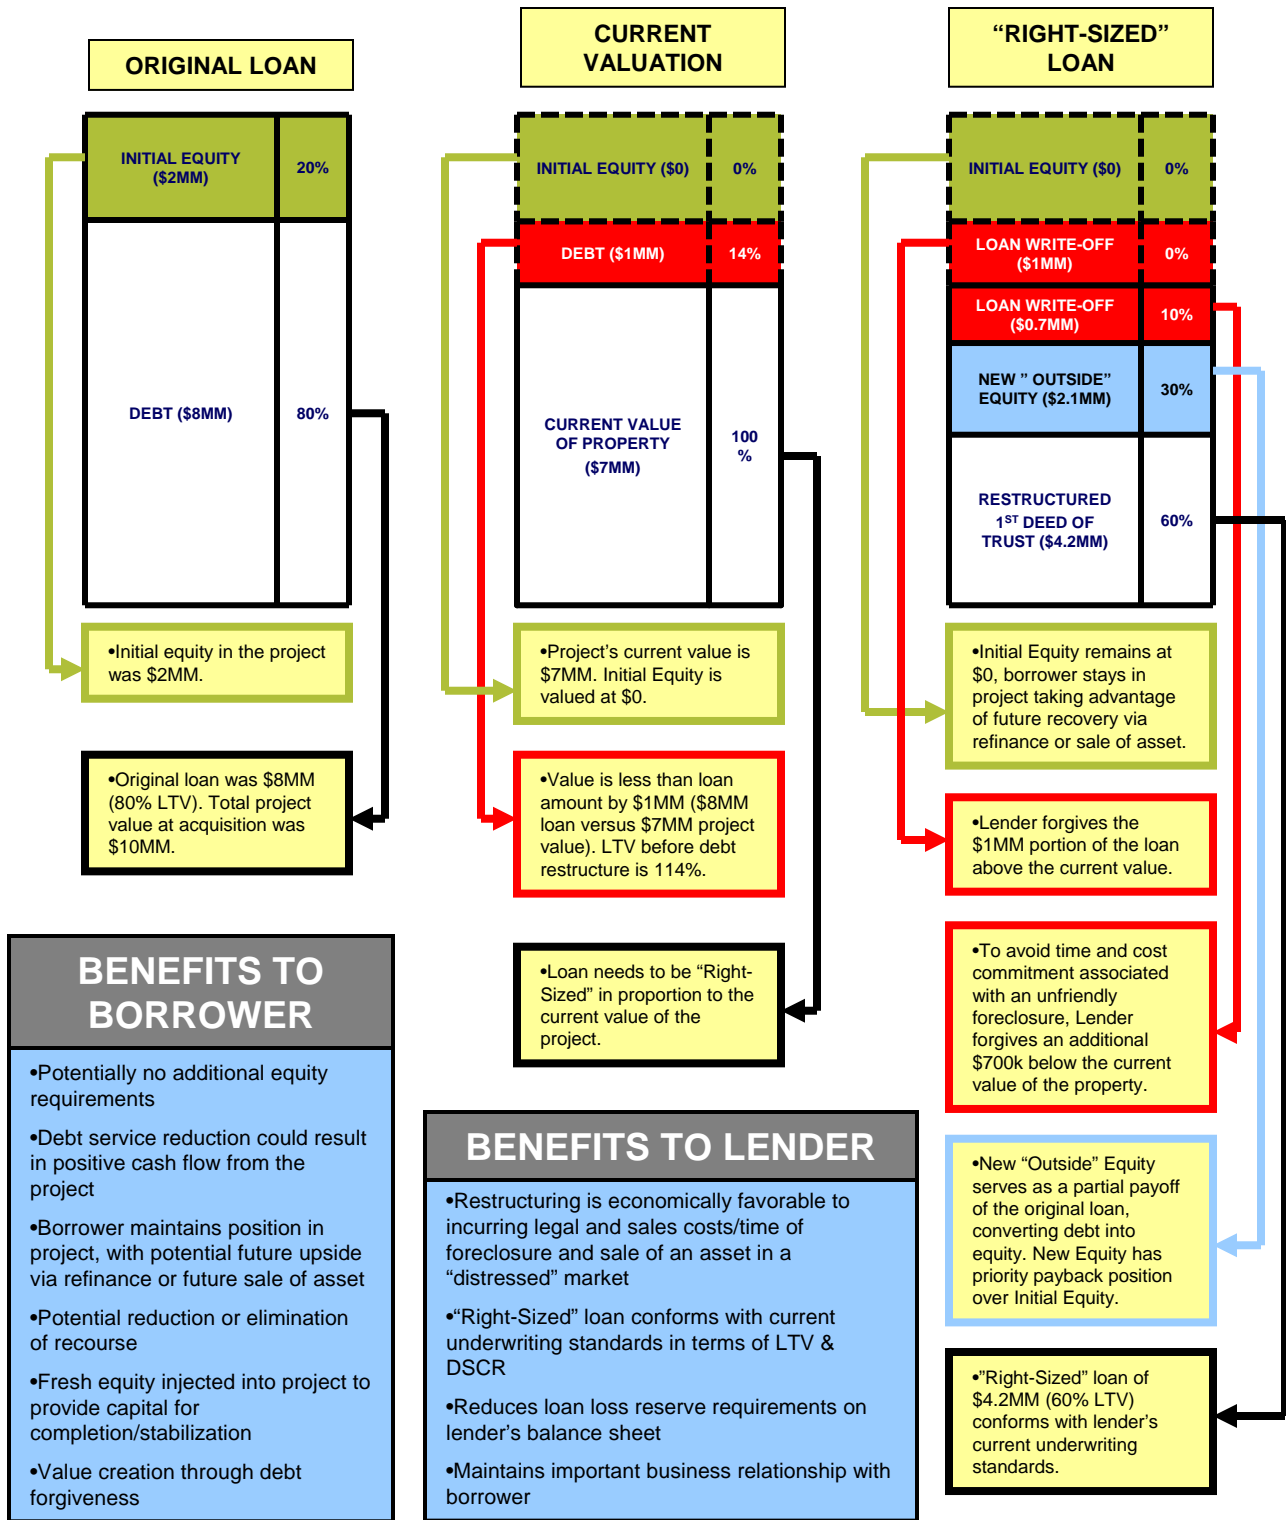 ORIGINAL LOAN
INITIAL EQUITY
($2MM)
20%
DEBT ($8MM)
80%
•Initial equity in the project
was $2MM.
•Original loan was $8MM
(80% LTV). Total project
value at acquisition was
$10MM.
CURRENT
VALUATION
INITIAL EQUITY ($0)
0%
DEBT ($1MM)
14%
CURRENT VALUE
OF PROPERTY
($7MM)
100
%
•Project's current value is
$7MM. Initial Equity is
valued at $0.
•Value is less than loan
amount by $1MM ($8MM
loan versus $7MM project
value). LTV before debt
restructure is 114%.
•Loan needs to be “Right-
Sized” in proportion to the
current value of the
project.
“RIGHT-SIZED”
LOAN
INITIAL EQUITY ($0)
0%
LOAN WRITE-OFF
($1MM)
0%
LOAN WRITE-OFF
($0.7MM)
10%
NEW ” OUTSIDE”
EQUITY ($2.1MM)
30%
RESTRUCTURED
1ST DEED OF
TRUST ($4.2MM)
60%
•Initial Equity remains at
$0, borrower stays in
project taking advantage
of future recovery via
refinance or sale of asset.
•Lender forgives the
$1MM portion of the loan
above the current value.
•To avoid time and cost
commitment associated
with an unfriendly
foreclosure, Lender
forgives an additional
$700k below the current
value of the property.
•New “Outside” Equity
serves as a partial payoff
of the original loan,
converting debt into
equity. New Equity has
priority payback position
over Initial Equity.
•”Right-Sized” loan of
$4.2MM (60% LTV)
conforms with lender's
current underwriting
standards.
BENEFITS TO
BORROWER
•Potentially no additional equity
requirements
•Debt service reduction could result
in positive cash flow from the
project
•Borrower maintains position in
project, with potential future upside
via refinance or future sale of asset
•Potential reduction or elimination
of recourse
•Fresh equity injected into project to
provide capital for
completion/stabilization
•Value creation through debt
forgiveness
BENEFITS TO LENDER
•Restructuring is economically favorable to
incurring legal and sales costs/time of
foreclosure and sale of an asset in a
“distressed” market
•“Right-Sized” loan conforms with current
underwriting standards in terms of LTV &
DSCR
•Reduces loan loss reserve requirements on
lender's balance sheet
•Maintains important business relationship with
borrower